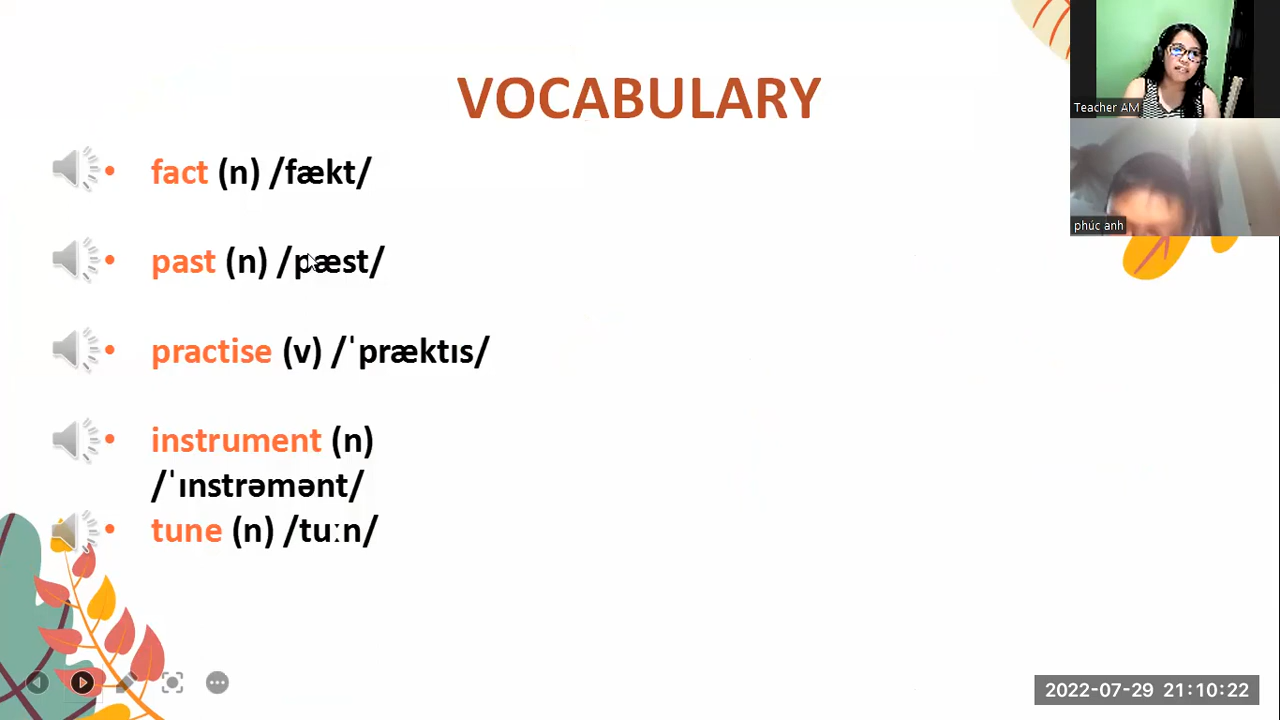 VOCABULARY
Teacher AM
phúc anh
• fact (n) /fækt/
• past (n) /pæst/
• practise (v) /ˈpræktɪs/
• instrument (n)
/ˈɪnstrəmənt/
• tune (n) /tuːn/
2022-07-29 21:10:22